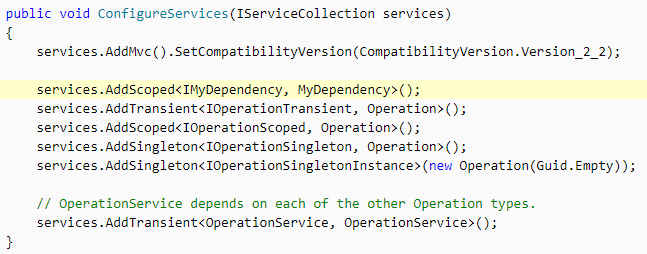 public void ConfigureServices(IServiceCollection services)
{
    services.AddMvc().SetCompatibilityVersion(CompatibilityVersion.Version_2_2);

    services.AddScoped<IMyDependency, MyDependency>();
    services.AddTransient<IOperationTransient, Operation>();
    services.AddScoped<IOperationScoped, Operation>();
    services.AddSingleton<IOperationSingleton, Operation>();
    services.AddSingleton<IOperationSingletonInstance>(new Operation(Guid.Empty));

    // OperationService depends on each of the other Operation types.
    services.AddTransient<OperationService, OperationService>();
}